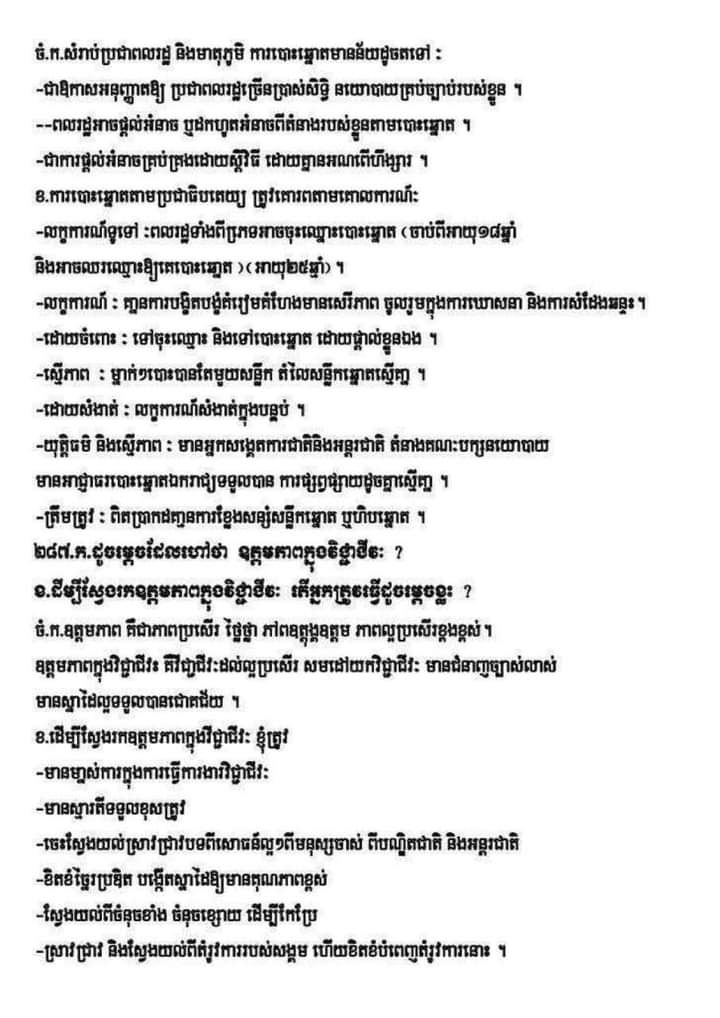 ចំ.ក.សំរាប់ប្រជាពលរដ្ឋ និងមាតុភូមិ ការបោះឆ្នោតមានន័យដូចតទៅ ៈ
-ជាឱកាសអនុញ្ញាតឱ្យ ប្រជាពលរដ្ឋច្រើនប្រាស់សិទ្ធិ នយោបាយគ្រប់ច្បាប់របស់ខ្លួន ។
--ពលរដ្ឋអាចផ្តល់អំនាច ឬដកហូតអំនាចពីតំនាងរបស់ខ្លួនតាមបោះឆ្នោត ។
-ជាការផ្តល់អំនាចគ្រប់គ្រងដោយស្តីវិធី ដោយគ្មានអណពើហឹង្សារ ។
ខ.ការបោះឆ្នោតតាមប្រជាធិបតេយ្យ ត្រូវគោរពតាមគោលការណ៍ៈ
-លក្ខការណ៍ទូទៅ ៈពលរដ្ឋទាំងពីភ្រេទអាចចុះឈ្មោះបោះឆ្នោត (ចាប់ពីអាយុ១៨ឆ្នាំ
និងអាចឈរឈ្មោះឱ្យគេបោះឆ្នោត )(អាយុ២៥ឆ្នាំ)។
-លក្ខការណ៍ : គ្មានការបង្ខិតបង្ខំគំរៀមគំហែងមានសេរីភាព ចូលរួមក្នុងការឃោសនា និងការសំដែងឆន្ទះ។
-ដោយចំពោះ : ទៅចុះឈ្មោះ និងទៅបោះឆ្នោត ដោយផ្តាល់ខ្លួនឯង ។
-ស្មើភាព : ម្នាក់ៗបោះបានតែមួយសន្លឹក តំលៃសន្លឹកឆ្នោតស្មើគ្នា ។
-ដោយសំងាត់ : លក្ខការណ៍សំងាត់ក្នុងបន្ទប់ ។
-យុត្តិធម៌ និងស្មើភាព : មានអ្នកសង្កេតការជាតិនិងអន្តរជាតិ តំនាងគណៈបក្សនយោបាយ
មានអាជ្ញាធរបោះឆ្នោតឯករាជ្យទទួលបាន ការផ្សព្វផ្សាយដូចគ្នាស្មើគ្នា ។
-ត្រឹមត្រូវ : ពិតប្រាកដគ្មានការខ្លែងសន្សំសន្លឹកឆ្នោត ឬហិបឆ្នោត ។
២៨៧.ក.ដូចម្តេចដែលហៅថា ឧត្តមភាពក្នុងវិជ្ជាជីវៈ ?
ខ.ដើម្បីស្វែងរកឧត្តមភាពក្នុងវិជ្ជាជីវៈ តើអ្នកត្រូវធ្វើដូចម្តេចខ្លះ ?
ចំ.ក.ឧត្តមភាព គឺជាភាពប្រសើរ ថ្លៃថ្លា ភៅពឧត្តុង្គឧត្តម ភាពល្អប្រសើរខ្ពង់ខ្ពស់។
ឧត្តមភាពក្នុងវិជ្ជាជីវះ គឺវិជ្ជាជីវៈដល់ល្អប្រសើរ សមដៅយកវិជ្ជាជីវៈ មានជំនាញច្បាស់លាស់
មានស្នាដៃល្អទទួលបានជោគជ័យ ។
ខ.ដើម្បីស្វែងរកឧត្តមភាពក្នុងវិជ្ជាជីវៈ ខ្ញុំត្រូវ
-មានម្ចាស់ការក្នុងការធ្វើការងារវិជ្ជាជីវៈ
-មានស្មារតីទទួលខុសត្រូវ
-ចេះស្វែងយល់ស្រាវជ្រាវបទពីសោធន៍ល្អៗពីមនុស្សចាស់ ពីបណ្ឌិតជាតិ និងអន្តរជាតិ
-ខិតខំច្នៃប្រឌិត បង្កើតស្នាដៃឱ្យមានគុណភាពខ្ពស់
-ស្វែងយល់ពីចំនុចខាំង ចំនុចខ្សោយ ដើម្បីកែប្រែ
-ស្រាវជ្រាវ និងស្វែងយល់ពីតំរូវការរបស់សង្គម ហើយខិតខំបំពេញតំរូវការនោះ ។